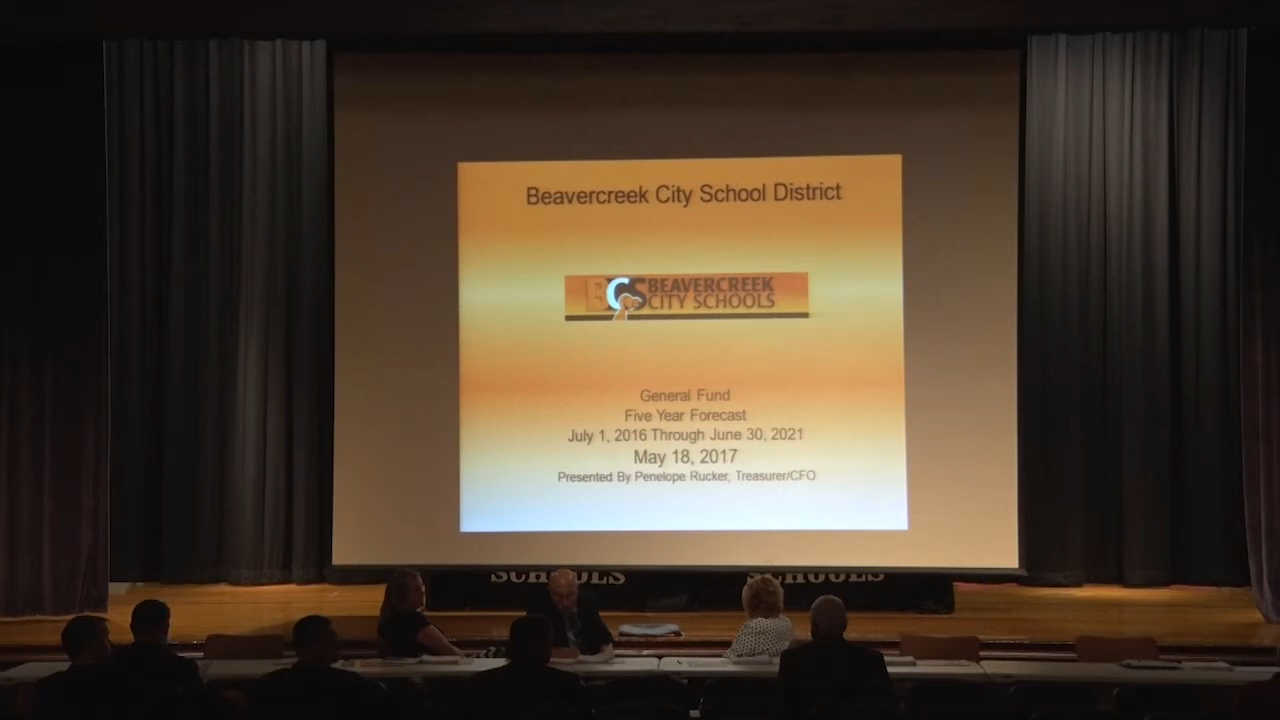 Beavercreek City School District
BCS BEAVERCREEK
CITY SCHOOLS
General Fund
Five Year Forecast
July 1, 2016 Through June 30, 2021
May 18, 2017
Presented By Penelope Rucker, Treasurer/CFO
SCHOOLS SCHOOLS